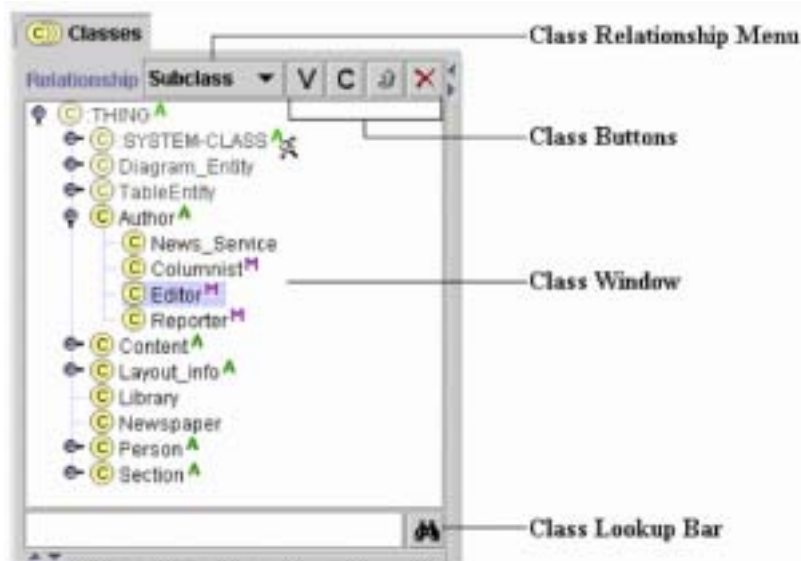 Classes
Class Relationship Menu
Relationship Subclass V C
Class Buttons
:THING A
:SYSTEM-CLASS A
Diagram_Entity
TableEntity
Author A
News_Service
Columnist M
Class Window
Editor M
Reporter M
Content A
Layout_info A
Library
Newspaper
Person A
Section A
Class Lookup Bar